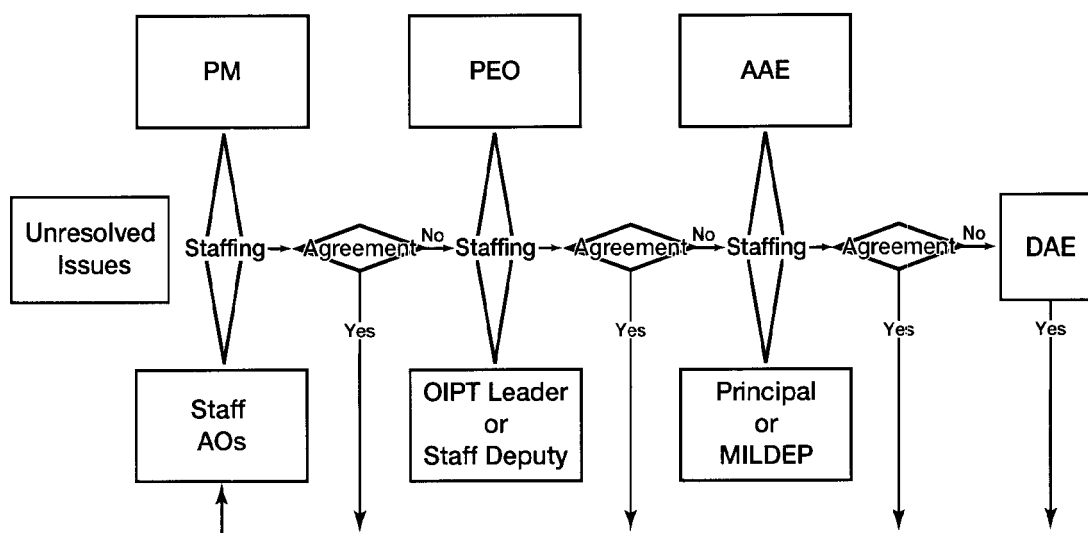 PM
PEO
AAE
Unresolved
Issues
Staffing
Agreement
No
Staffing
Agreement
No
Staffing
Agreement
No
DAE
Yes
Yes
Yes
Yes
Staff
AOs
OIPT Leader
or
Staff Deputy
Principal
or
MILDEP